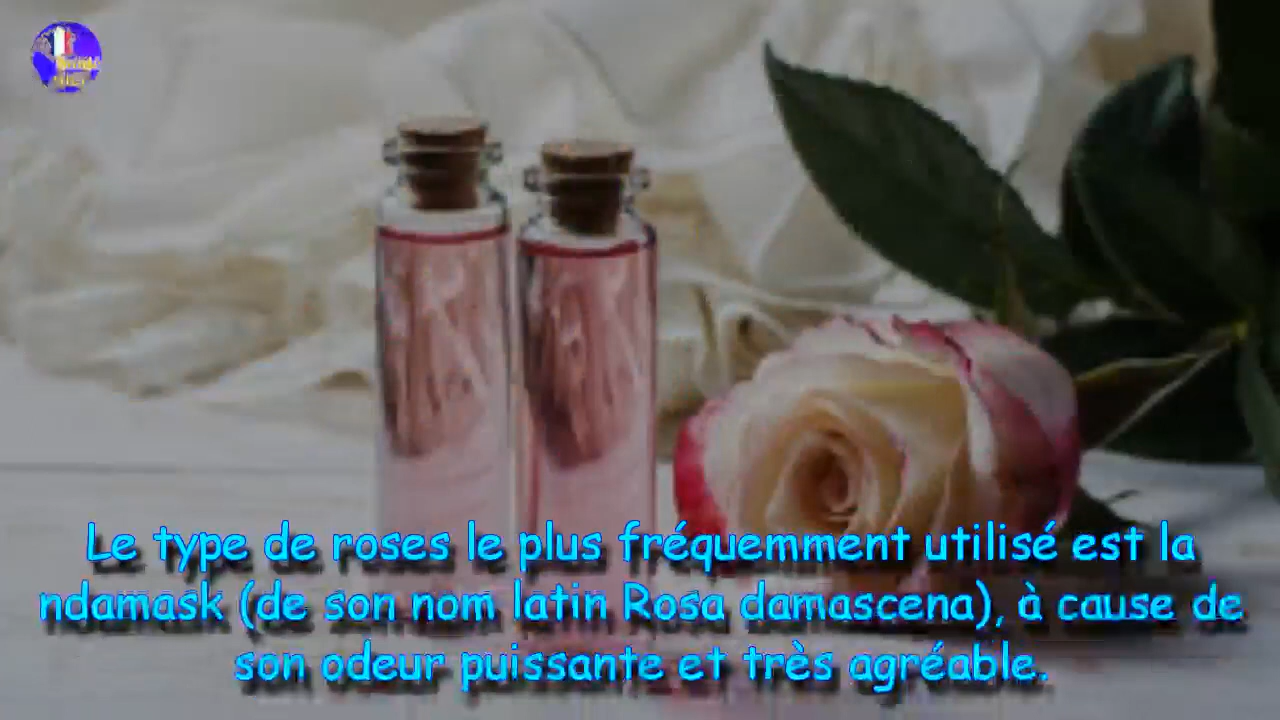 Le type de roses le plus fréquemment utilisé est la
ndamask (de son nom latin Rosa damascena), à cause de
son odeur puissante et très agréable.